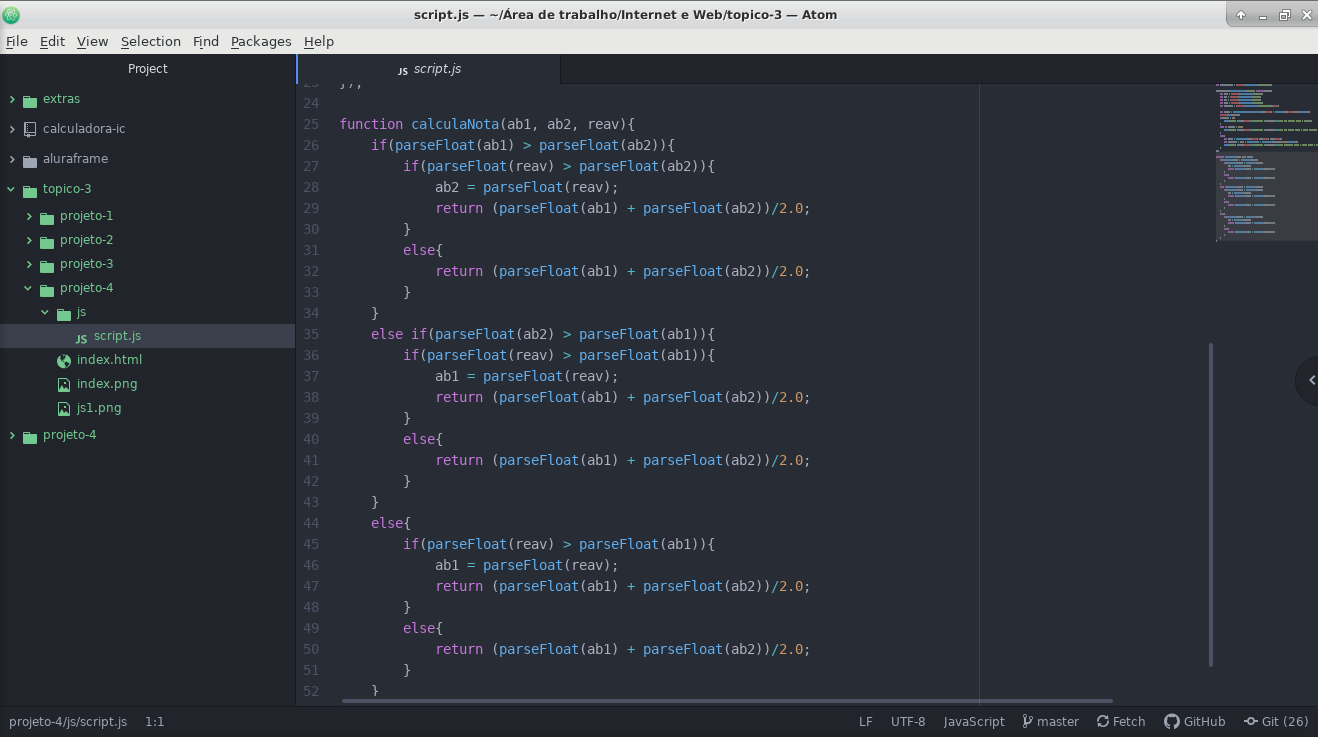 script.js — ~/Área de trabalho/Internet e Web/topico-3 — Atom
File Edit View Selection Find Packages Help
Project
extras
calculadora-ic
aluraframe
topico-3
projeto-1
projeto-2
projeto-3
projeto-4
js
JS script.js
index.html
index.png
js1.png
projeto-4
JS script.js
24
25 function calculaNota(ab1, ab2, reav){
26     if(parseFloat(ab1) > parseFloat(ab2)){
27         if(parseFloat(reav) > parseFloat(ab2)){
28             ab2 = parseFloat(reav);
29             return (parseFloat(ab1) + parseFloat(ab2))/2.0;
30         }
31         else{
32             return (parseFloat(ab1) + parseFloat(ab2))/2.0;
33         }
34     }
35     else if(parseFloat(ab2) > parseFloat(ab1)){
36         if(parseFloat(reav) > parseFloat(ab1)){
37             ab1 = parseFloat(reav);
38             return (parseFloat(ab1) + parseFloat(ab2))/2.0;
39         }
40         else{
41             return (parseFloat(ab1) + parseFloat(ab2))/2.0;
42         }
43     }
44     else{
45         if(parseFloat(reav) > parseFloat(ab1)){
46             ab1 = parseFloat(reav);
47             return (parseFloat(ab1) + parseFloat(ab2))/2.0;
48         }
49         else{
50             return (parseFloat(ab1) + parseFloat(ab2))/2.0;
51         }
52     }
projeto-4/js/script.js 1:1 LF UTF-8 JavaScript master Fetch GitHub Git (26)